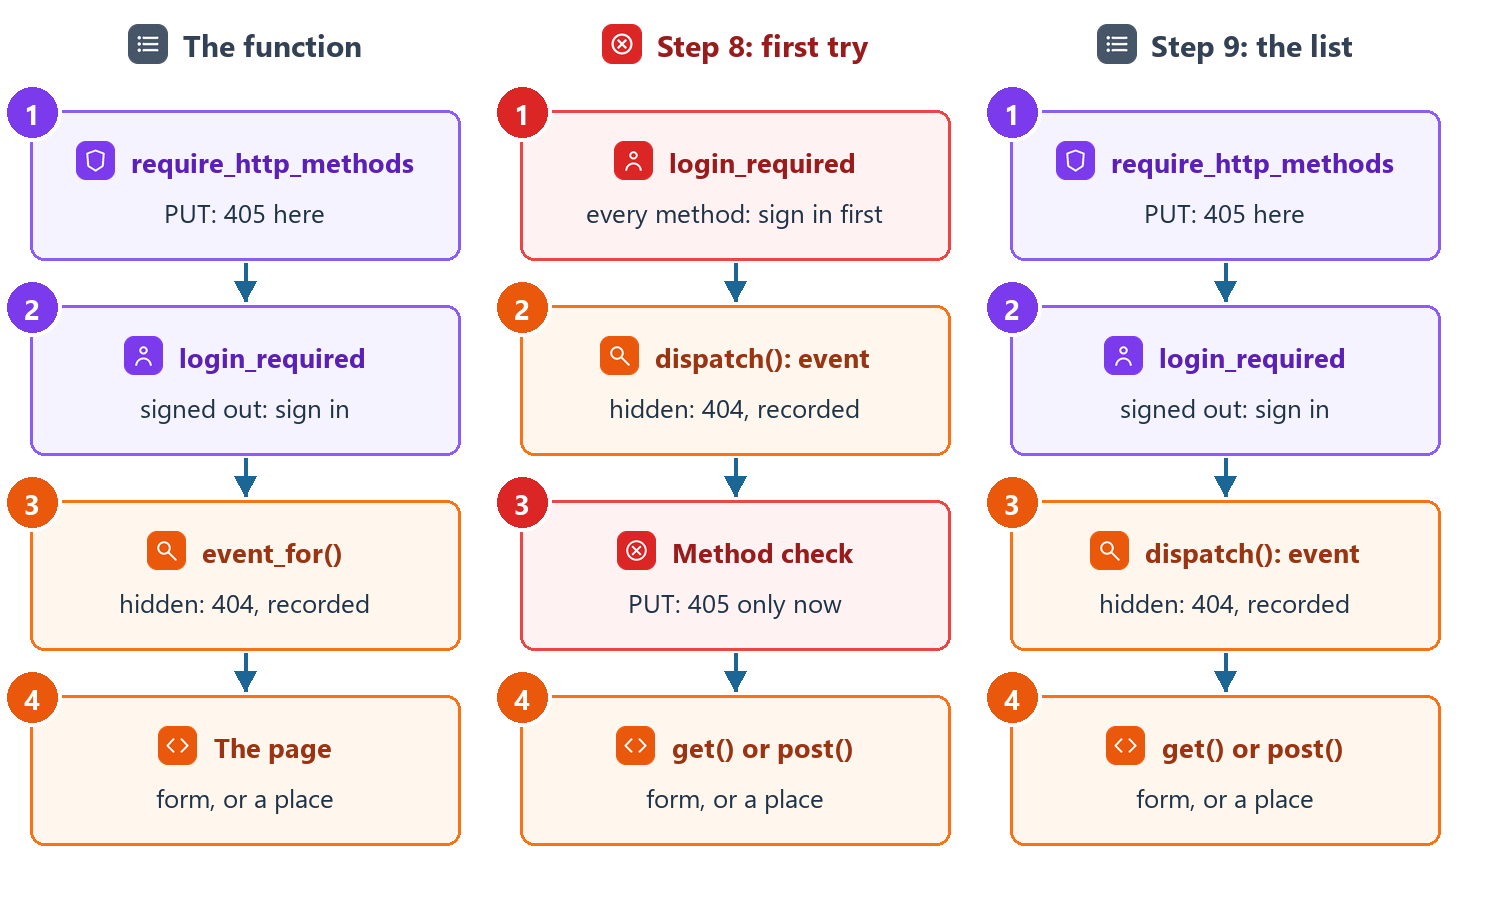 The function
1
require_http_methods
PUT: 405 here
2
login_required
signed out: sign in
3
event_for()
hidden: 404, recorded
4
The page
form, or a place
Step 8: first try
1
login_required
every method: sign in first
2
dispatch(): event
hidden: 404, recorded
3
Method check
PUT: 405 only now
4
get() or post()
form, or a place
Step 9: the list
1
require_http_methods
PUT: 405 here
2
login_required
signed out: sign in
3
dispatch(): event
hidden: 404, recorded
4
get() or post()
form, or a place